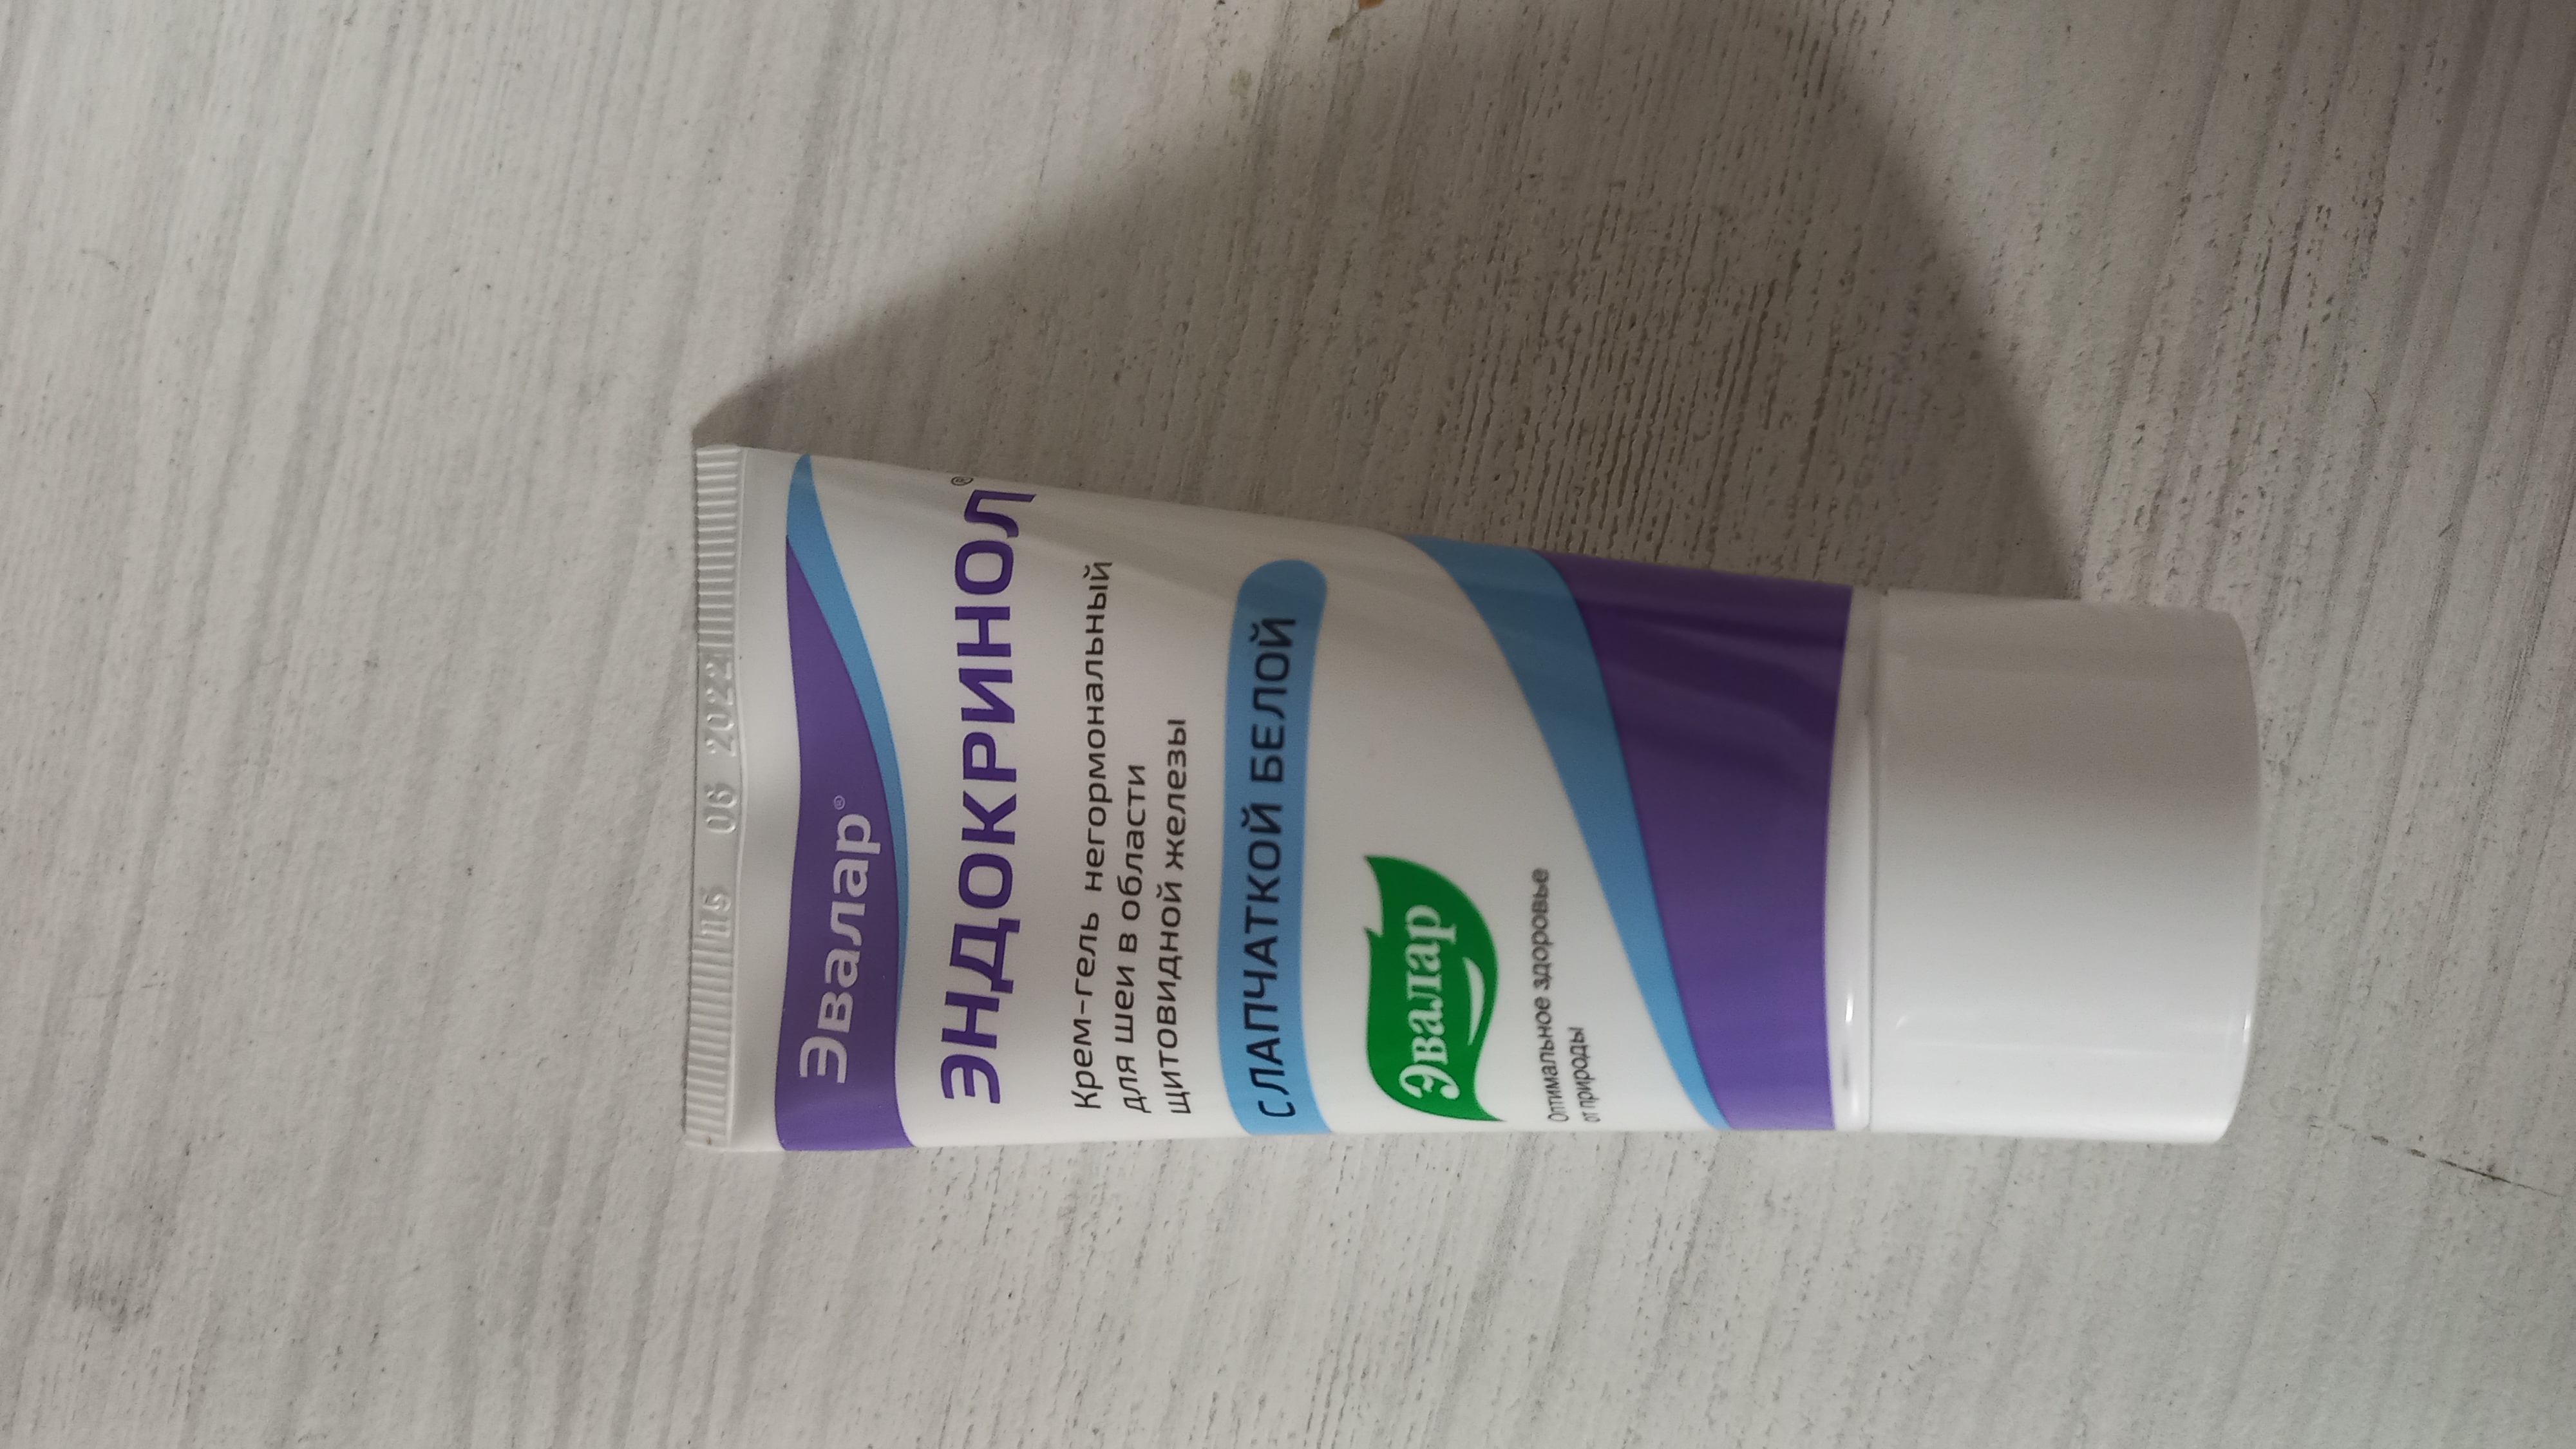 06 2022
Эвалар®
ЭНДОКРИНОЛ®
Крем-гель негормональный
для шеи в области
щитовидной железы
С ЛАПЧАТКОЙ БЕЛОЙ
Эвалар
Оптимальное здоровье
от природы